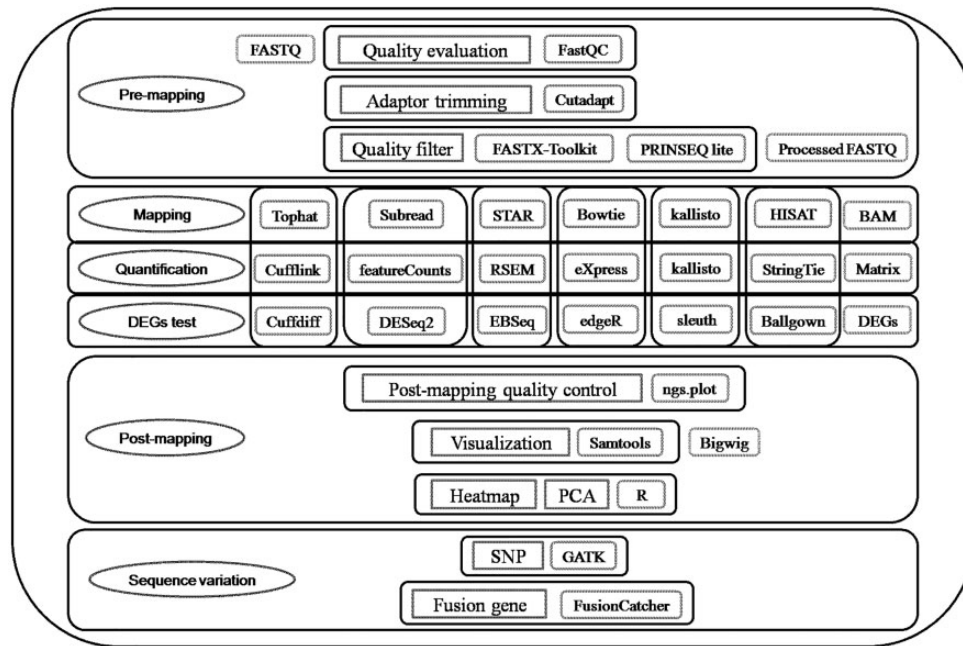 FASTQ Quality evaluation FastQC
Pre-mapping
Adaptor trimming Cutadapt
Quality filter FASTX-Toolkit PRINSEQ lite Processed FASTQ
Mapping Tophat Subread STAR Bowtie kallisto HISAT BAM
Quantification Cufflink featureCounts RSEM eXpress kallisto StringTie Matrix
DEGs test Cuffdiff DESeq2 EBSeq edgeR sleuth Ballgown DEGs
Post-mapping quality control ngs.plot
Post-mapping
Visualization Samtools Bigwig
Heatmap PCA R
SNP GATK
Sequence variation
Fusion gene FusionCatcher